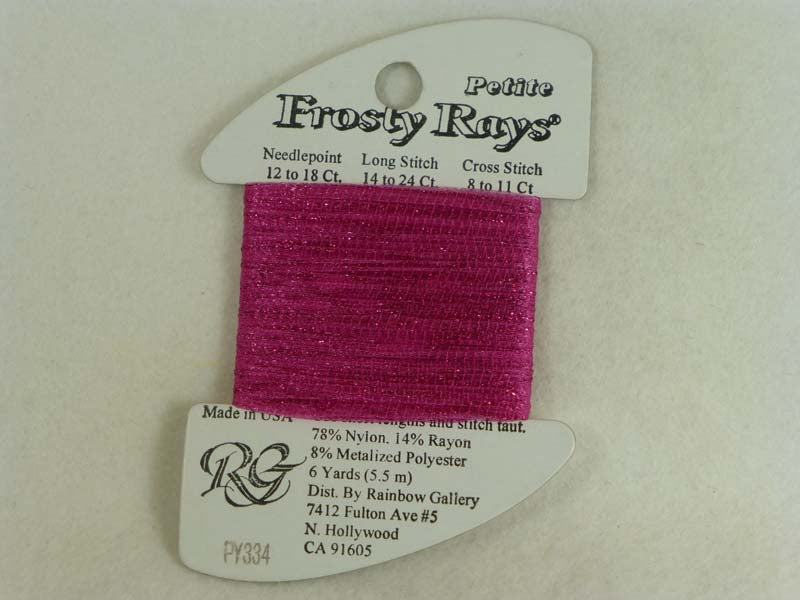 Petite
Frosty Rays®
Needlepoint Long Stitch Cross Stitch
12 to 18 Ct. 14 to 24 Ct. 8 to 11 Ct
Made in USA lengths and stitch taut.
78% Nylon, 14% Rayon
8% Metalized Polyester
6 Yards (5.5 m)
Dist. By Rainbow Gallery
7412 Fulton Ave #5
N. Hollywood
CA 91605
RG
PY334